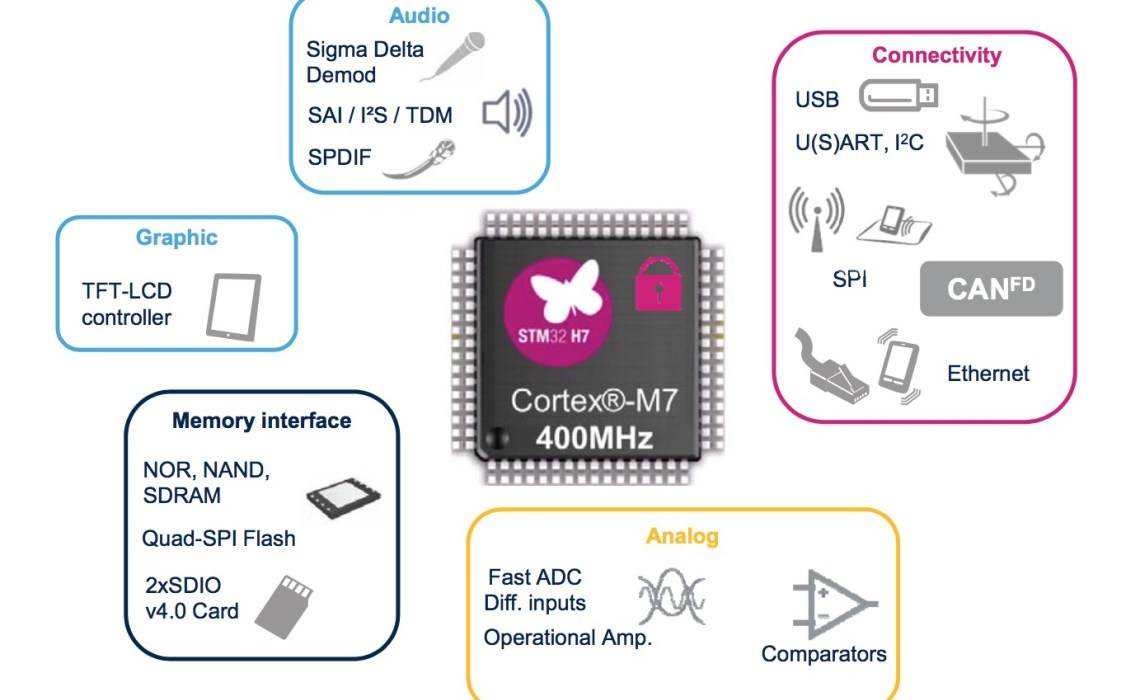 Audio
Sigma Delta
Demod
SAI / I²S / TDM
SPDIF
Connectivity
USB
U(S)ART, I²C
SPI
CANFD
Ethernet
Graphic
TFT-LCD
controller
STM32 H7
Cortex®-M7
400MHz
Memory interface
NOR, NAND,
SDRAM
Quad-SPI Flash
2xSDIO
v4.0 Card
Analog
Fast ADC
Diff. inputs
Operational Amp.
Comparators